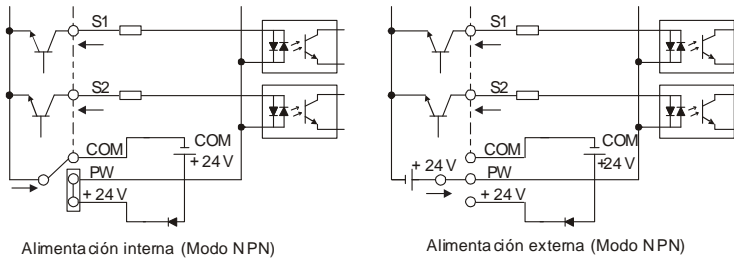 S1
S2
COM
COM
+ 24 V
PW
+ 24 V
Alimentación interna (Modo NPN)
S1
S2
COM
COM
+24 V
+ 24 V
PW
+ 24 V
Alimentación externa (Modo NPN)